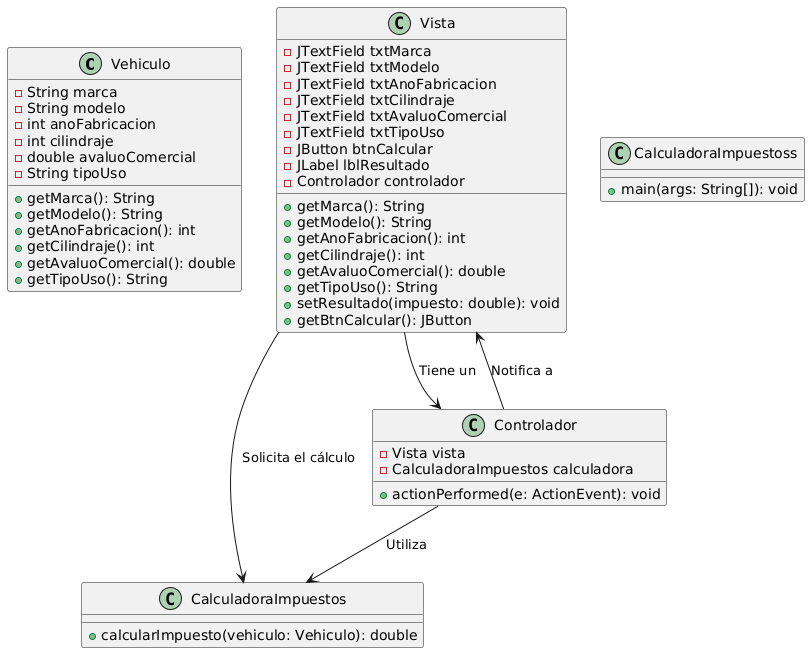 C Vehiculo
String marca
String modelo
int anoFabricacion
int cilindraje
double avaluoComercial
String tipoUso
getMarca(): String
getModelo(): String
getAnoFabricacion(): int
getCilindraje(): int
getAvaluoComercial(): double
getTipoUso(): String
C Vista
JTextField txtMarca
JTextField txtModelo
JTextField txtAnoFabricacion
JTextField txtCilindraje
JTextField txtAvaluoComercial
JTextField txtTipoUso
JButton btnCalcular
JLabel lblResultado
Controlador controlador
getMarca(): String
getModelo(): String
getAnoFabricacion(): int
getCilindraje(): int
getAvaluoComercial(): double
getTipoUso(): String
setResultado(impuesto: double): void
getBtnCalcular(): JButton
C CalculadoraImpuestoss
main(args: String[]): void
Tiene un
Notifica a
Solicita el cálculo
C Controlador
Vista vista
CalculadoraImpuestos calculadora
actionPerformed(e: ActionEvent): void
Utiliza
C CalculadoraImpuestos
calcularImpuesto(vehiculo: Vehiculo): double